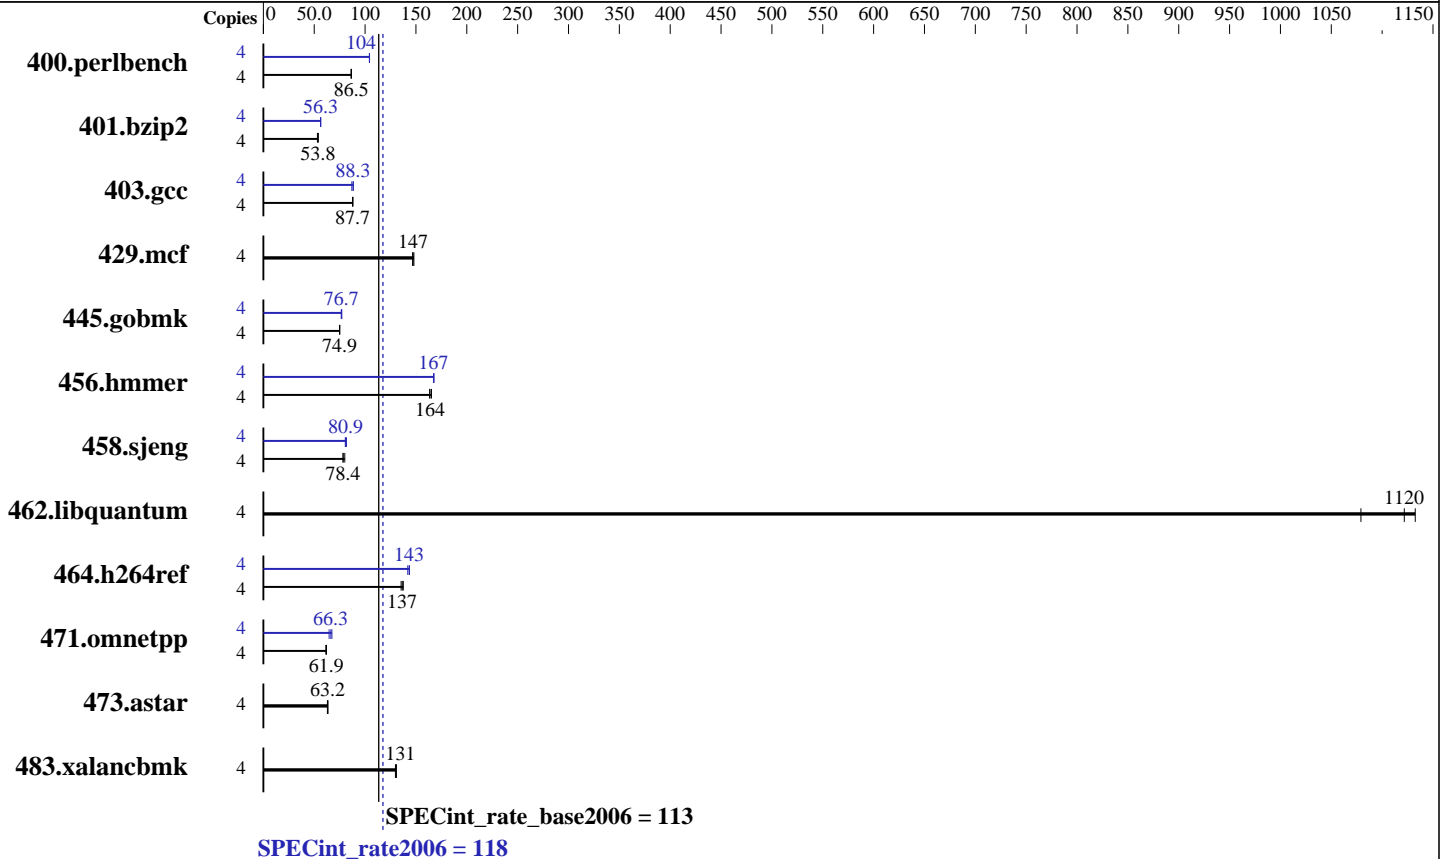 Copies 0 50.0 100 150 200 250 300 350 400 450 500 550 600 650 700 750 800 850 900 950 1000 1050 1150
400.perlbench 4 104
4 86.5
401.bzip2 4 56.3
4 53.8
403.gcc 4 88.3
4 87.7
429.mcf 4 147
445.gobmk 4 76.7
4 74.9
456.hmmer 4 167
4 164
458.sjeng 4 80.9
4 78.4
462.libquantum 4 1120
464.h264ref 4 143
4 137
471.omnetpp 4 66.3
4 61.9
473.astar 4 63.2
483.xalancbmk 4 131
SPECint_rate_base2006 = 113
SPECint_rate2006 = 118